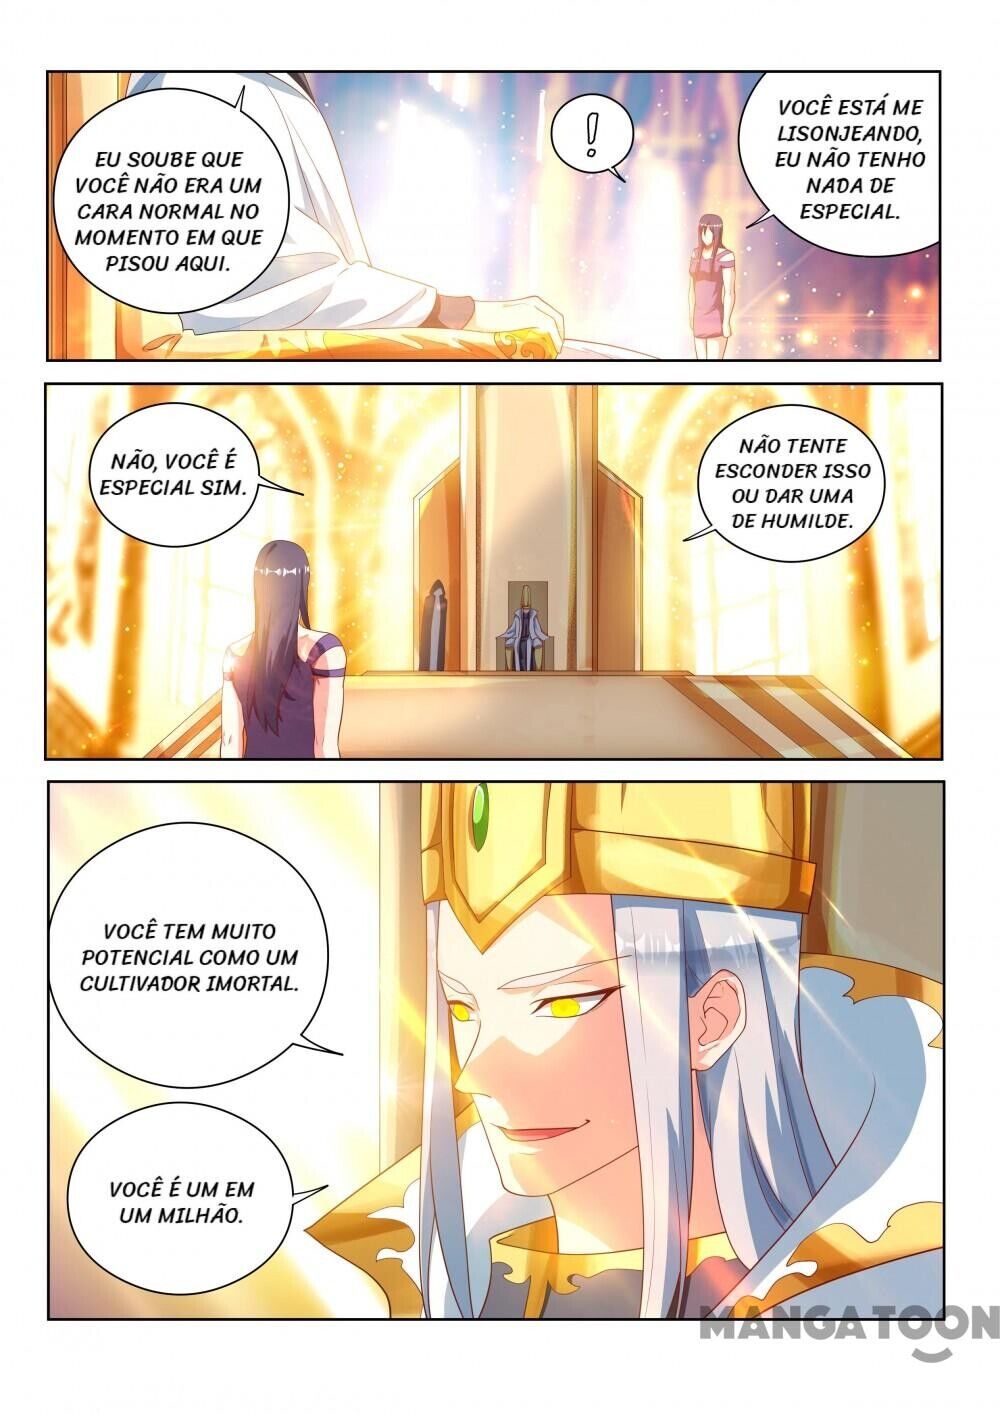 EU SOUBE QUE
VOCÊ NÃO ERA UM
CARA NORMAL NO
MOMENTO EM QUE
PISOU AQUI.
!
VOCÊ ESTÁ ME
LISONJEANDO,
EU NÃO TENHO
NADA DE
ESPECIAL.
NÃO, VOCÊ É
ESPECIAL SIM.
NÃO TENTE
ESCONDER ISSO
OU DAR UMA
DE HUMILDE.
VOCÊ TEM MUITO
POTENCIAL COMO UM
CULTIVADOR IMORTAL.
VOCÊ É UM EM
UM MILHÃO.
MANGATOON